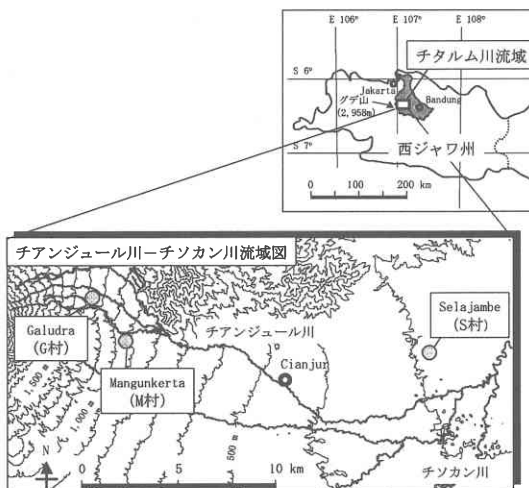 E 106° E 107° E 108°
チタルム川流域
S 6°
Jakarta
グデ山
(2,958m)
Bandung
西ジャワ州
S 7°
0 100 200 km
チアンジュール川－チソカン川流域図
Selajambe
(S村)
チアンジュール川
Galudra
(G村)
Cianjur
Mangunkerta
(M村)
1,500 m
1,000 m
500 m
N
0 5 10 km
チソカン川